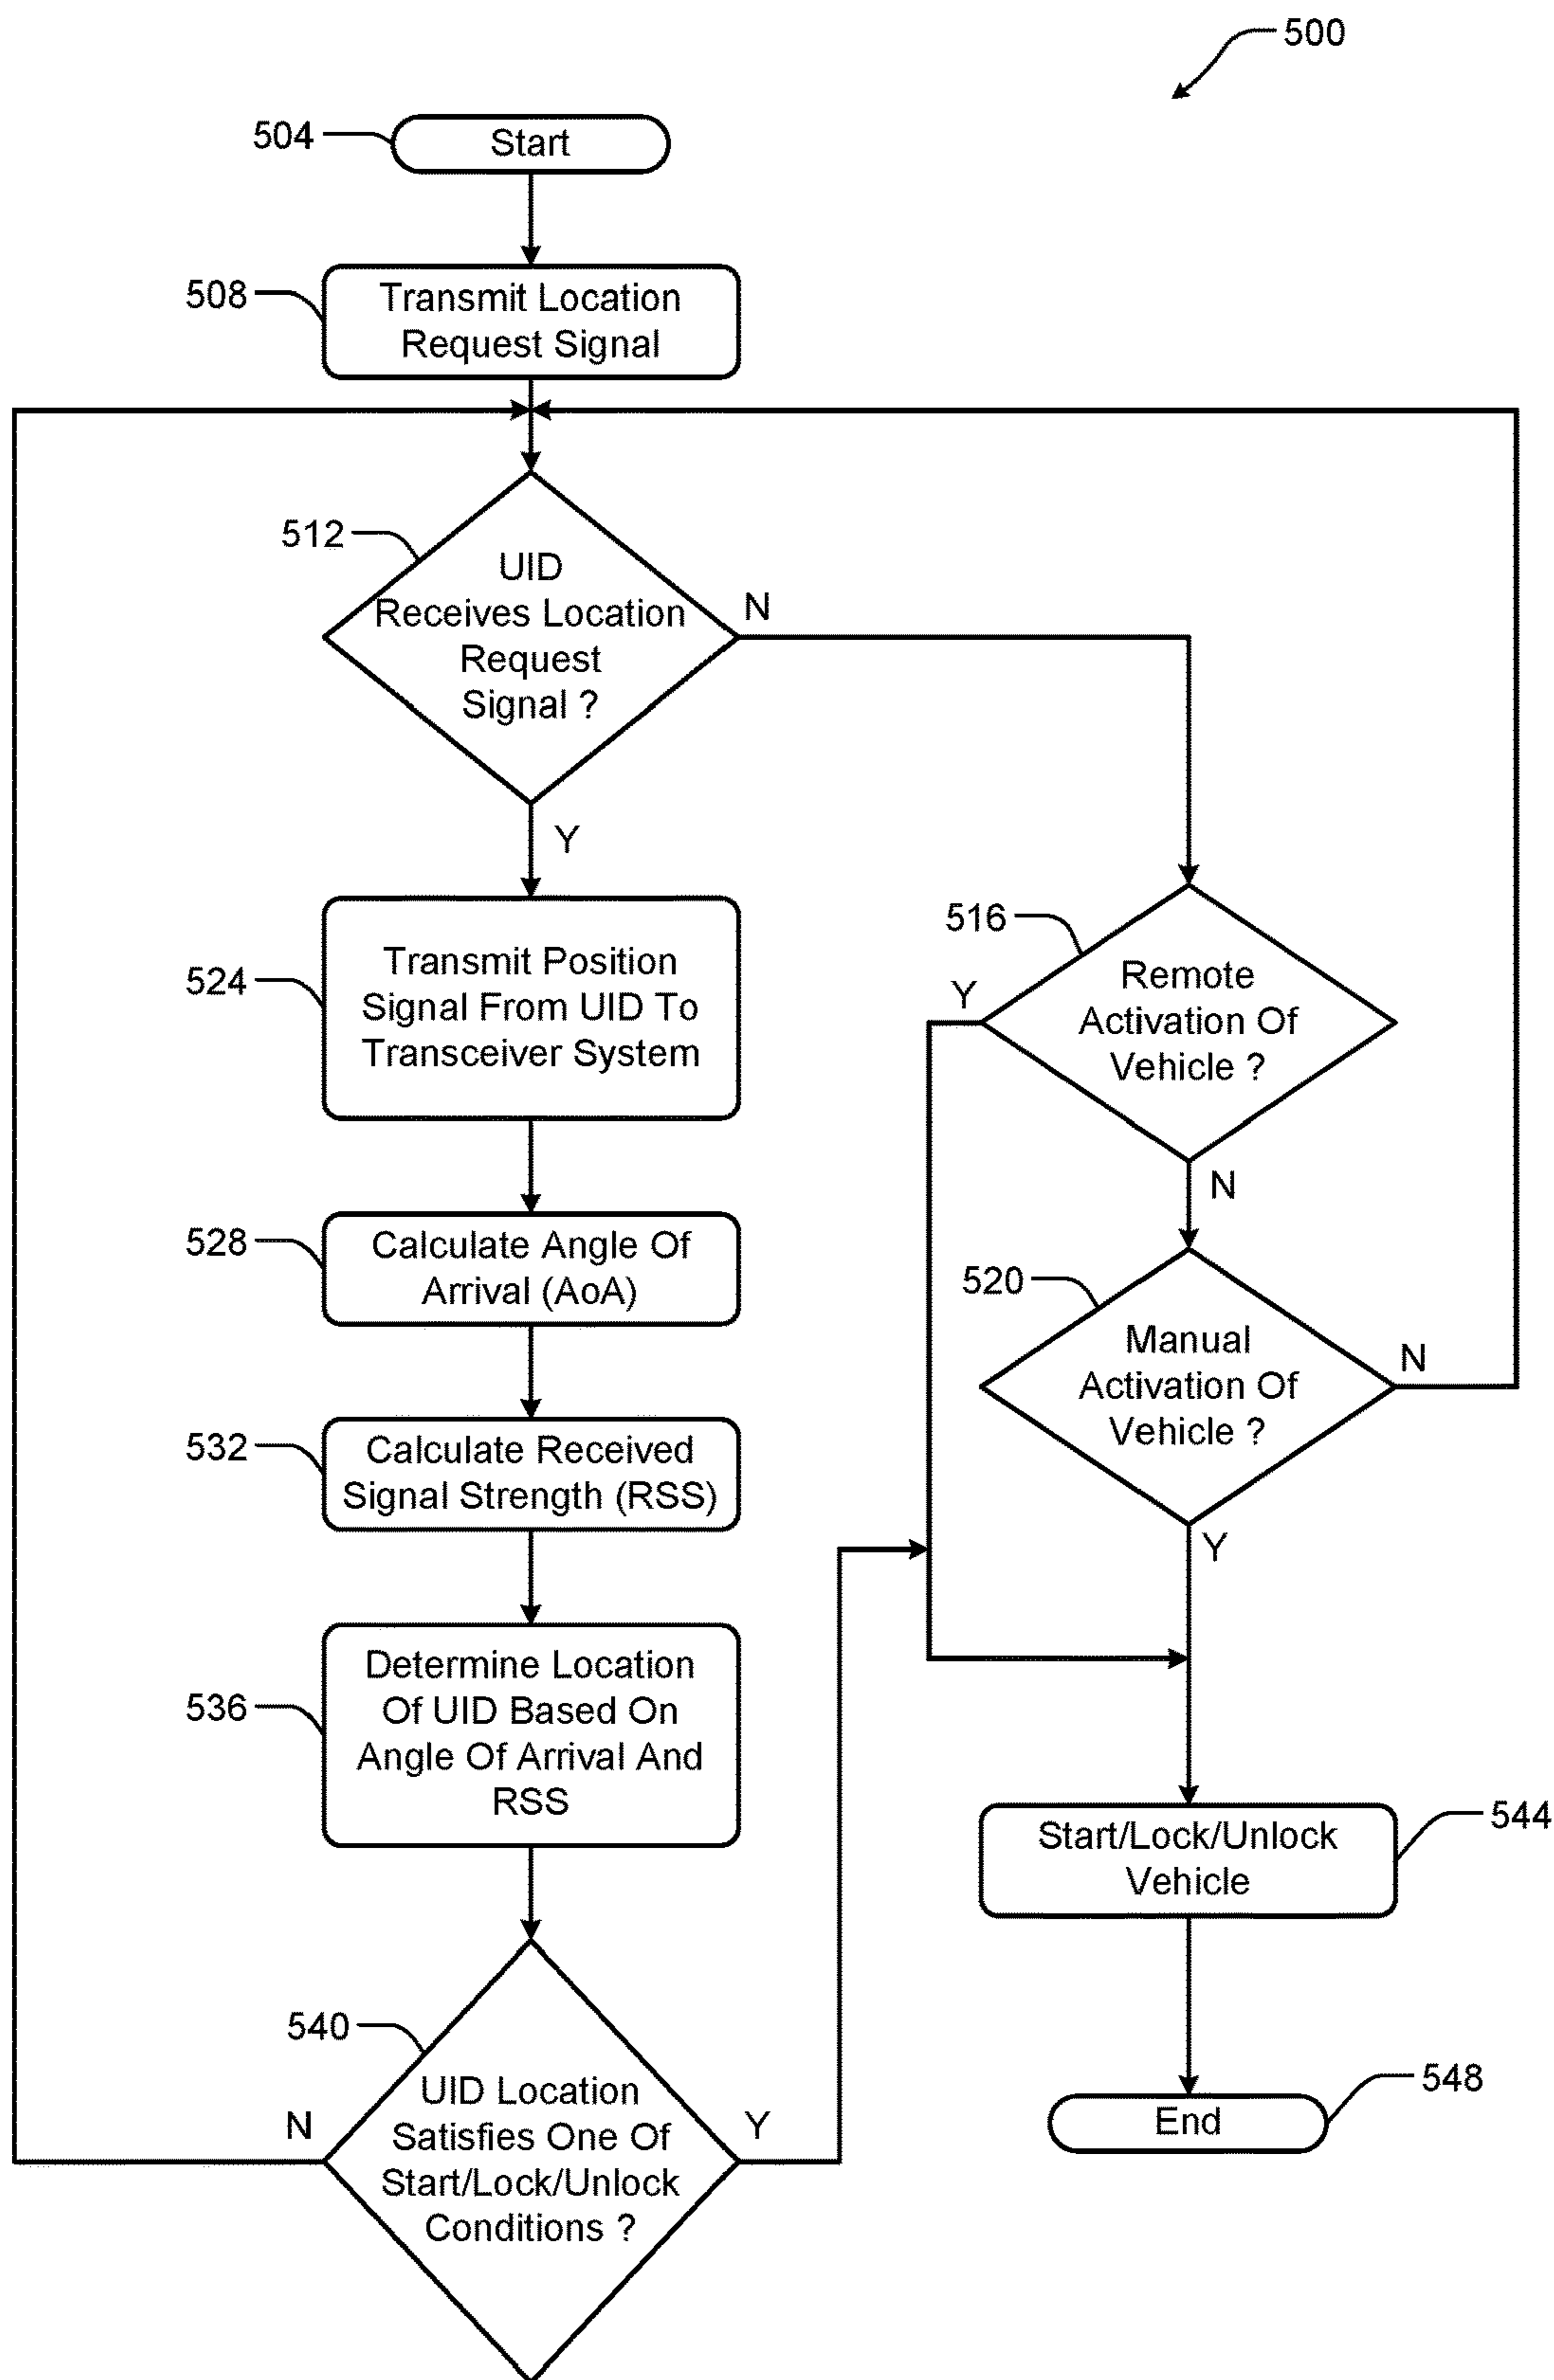 500
504
Start
508
Transmit Location
Request Signal
512
UID
Receives Location
Request
Signal ?
N
Y
524
Transmit Position
Signal From UID To
Transceiver System
516
Remote
Activation Of
Vehicle ?
Y
N
528
Calculate Angle Of
Arrival (AoA)
520
Manual
Activation Of
Vehicle ?
N
Y
532
Calculate Received
Signal Strength (RSS)
536
Determine Location
Of UID Based On
Angle Of Arrival And
RSS
544
Start/Lock/Unlock
Vehicle
540
UID Location
Satisfies One Of
Start/Lock/Unlock
Conditions ?
N
Y
548
End